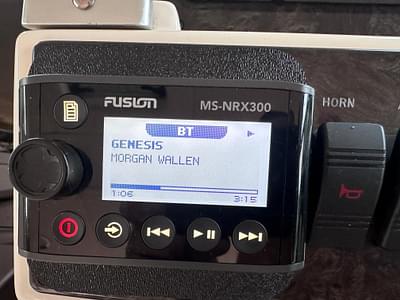 FUSION MS-NRX300
HORN
BT
GENESIS
MORGAN WALLEN
1:06 3:15